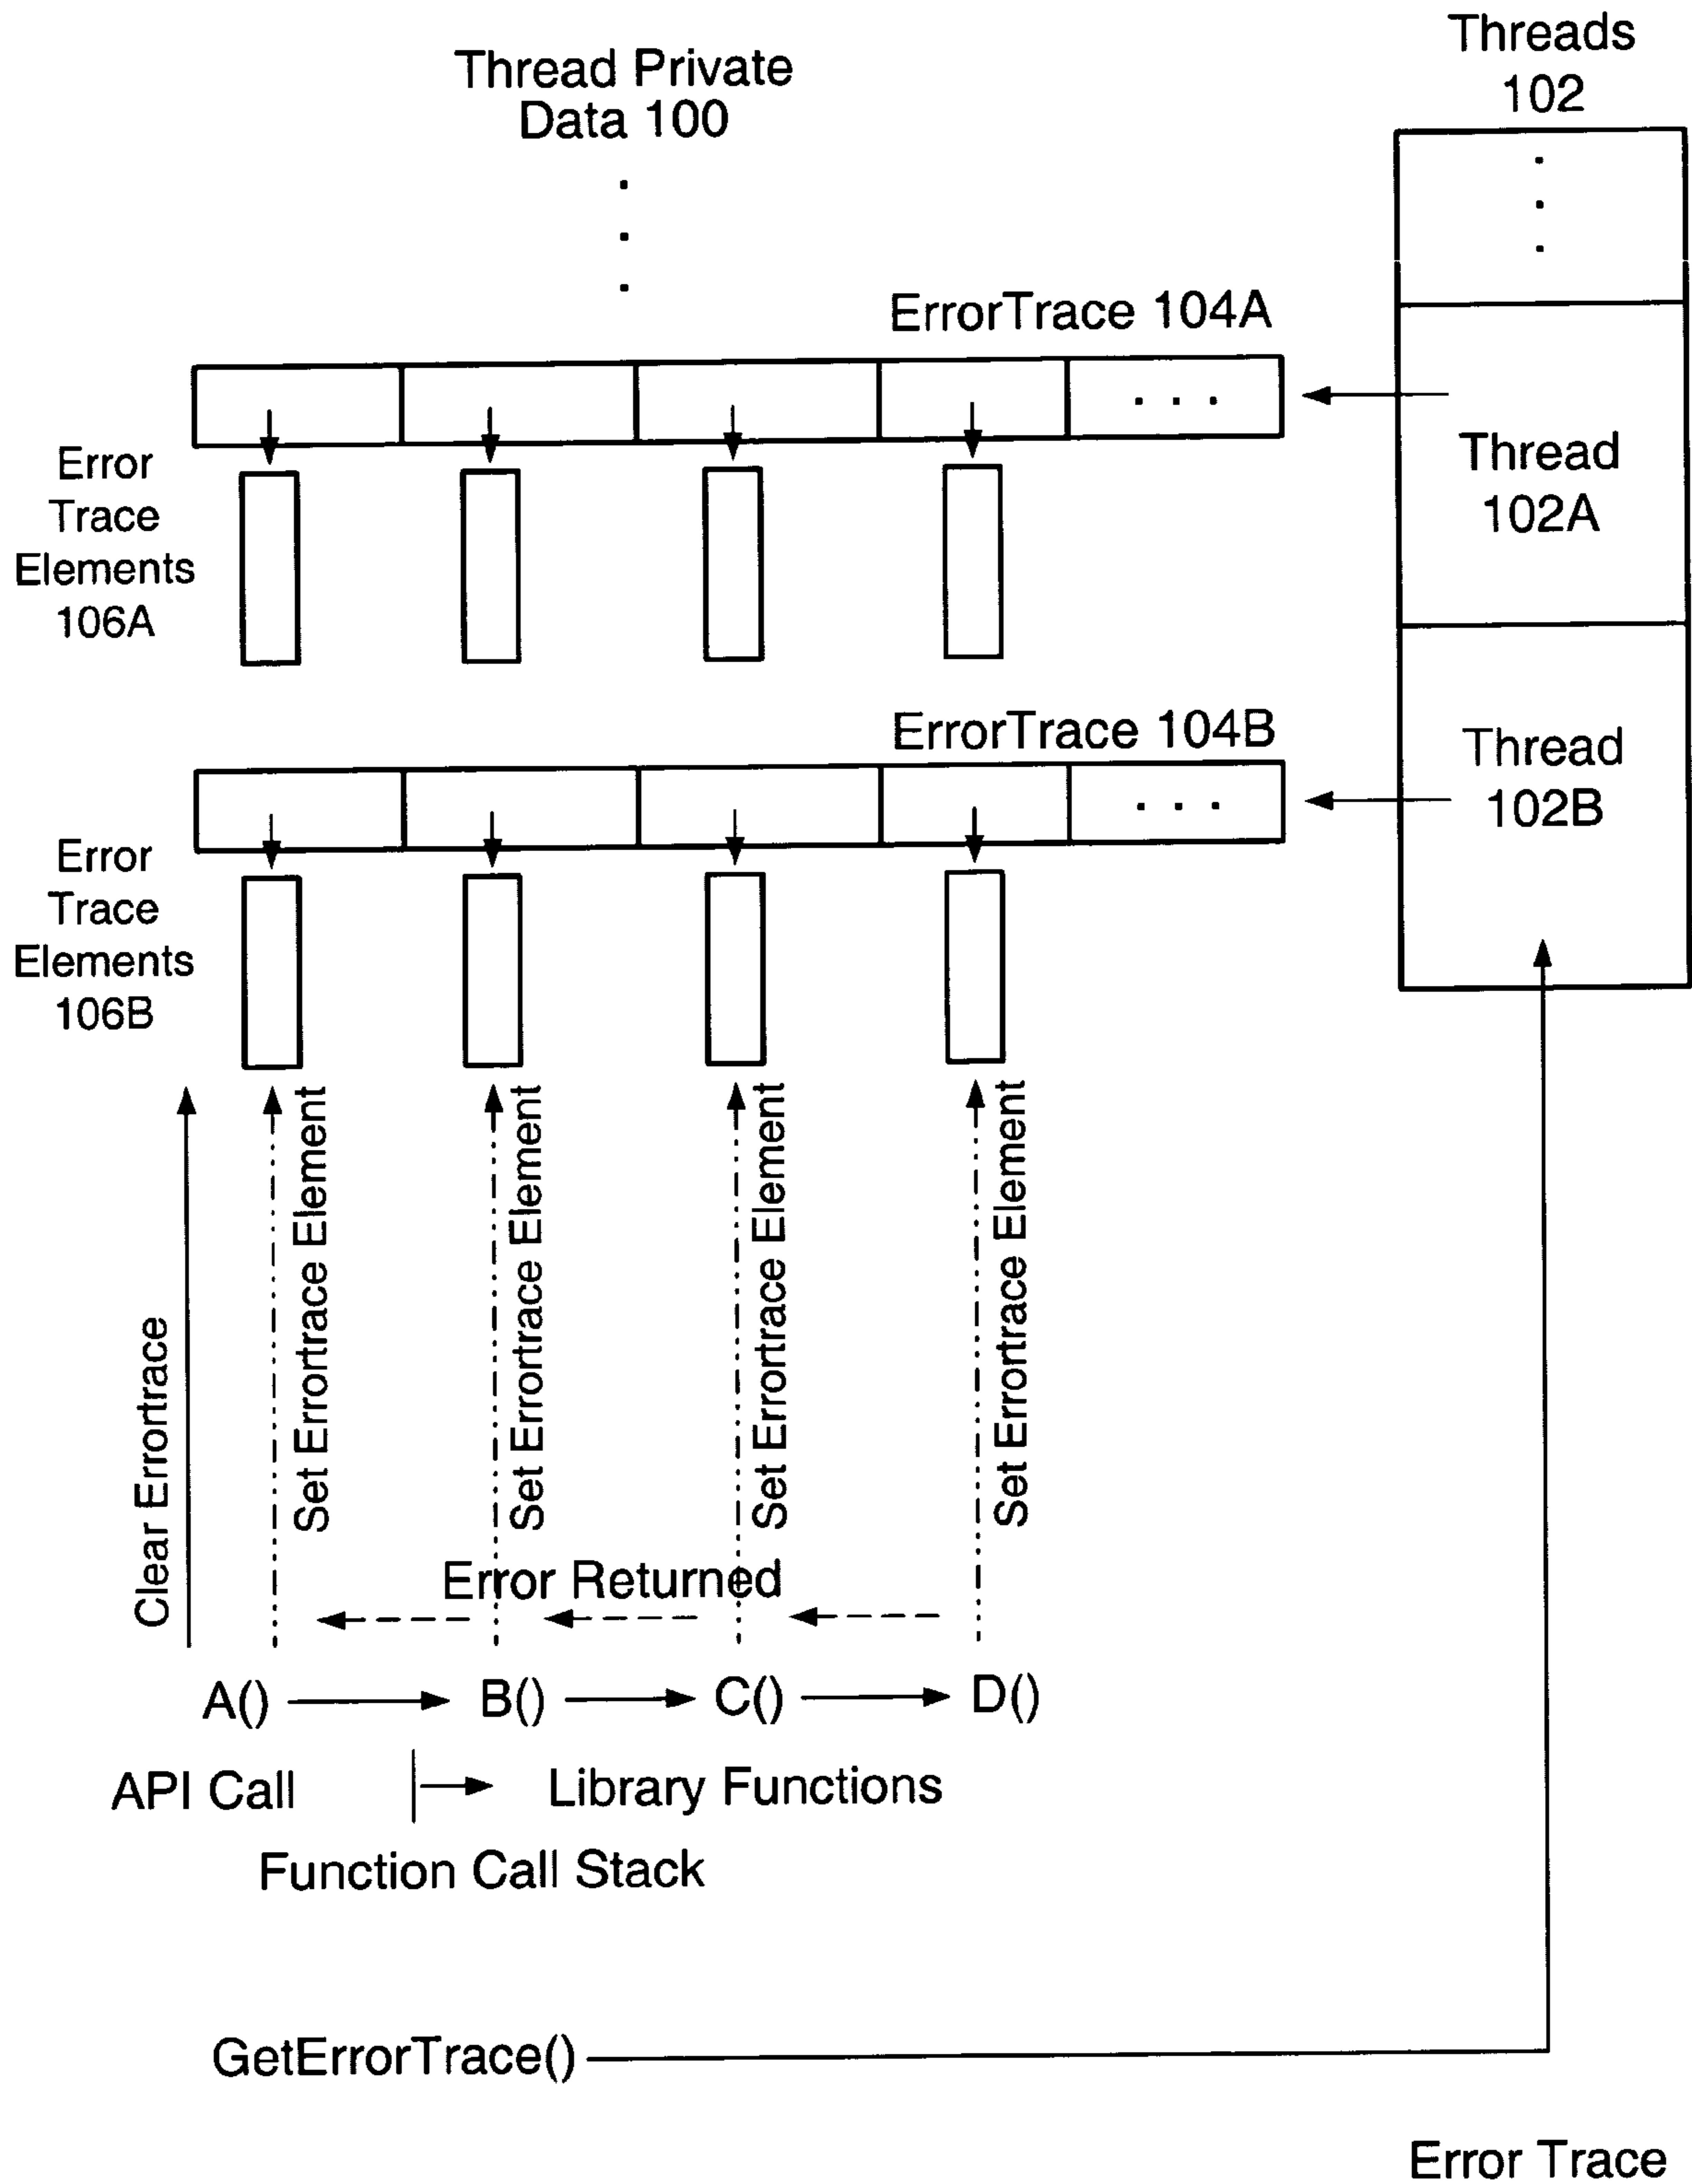 Threads
102
Thread Private
Data 100
.
.
.
.
.
.
ErrorTrace 104A
. . .
Error
Trace
Elements
106A
Thread
102A
ErrorTrace 104B
. . .
Thread
102B
Error
Trace
Elements
106B
Clear Errortrace
Set Errortrace Element
Set Errortrace Element
Set Errortrace Element
Set Errortrace Element
Error Returned
A() B() C() D()
API Call Library Functions
Function Call Stack
GetErrorTrace()
Error Trace